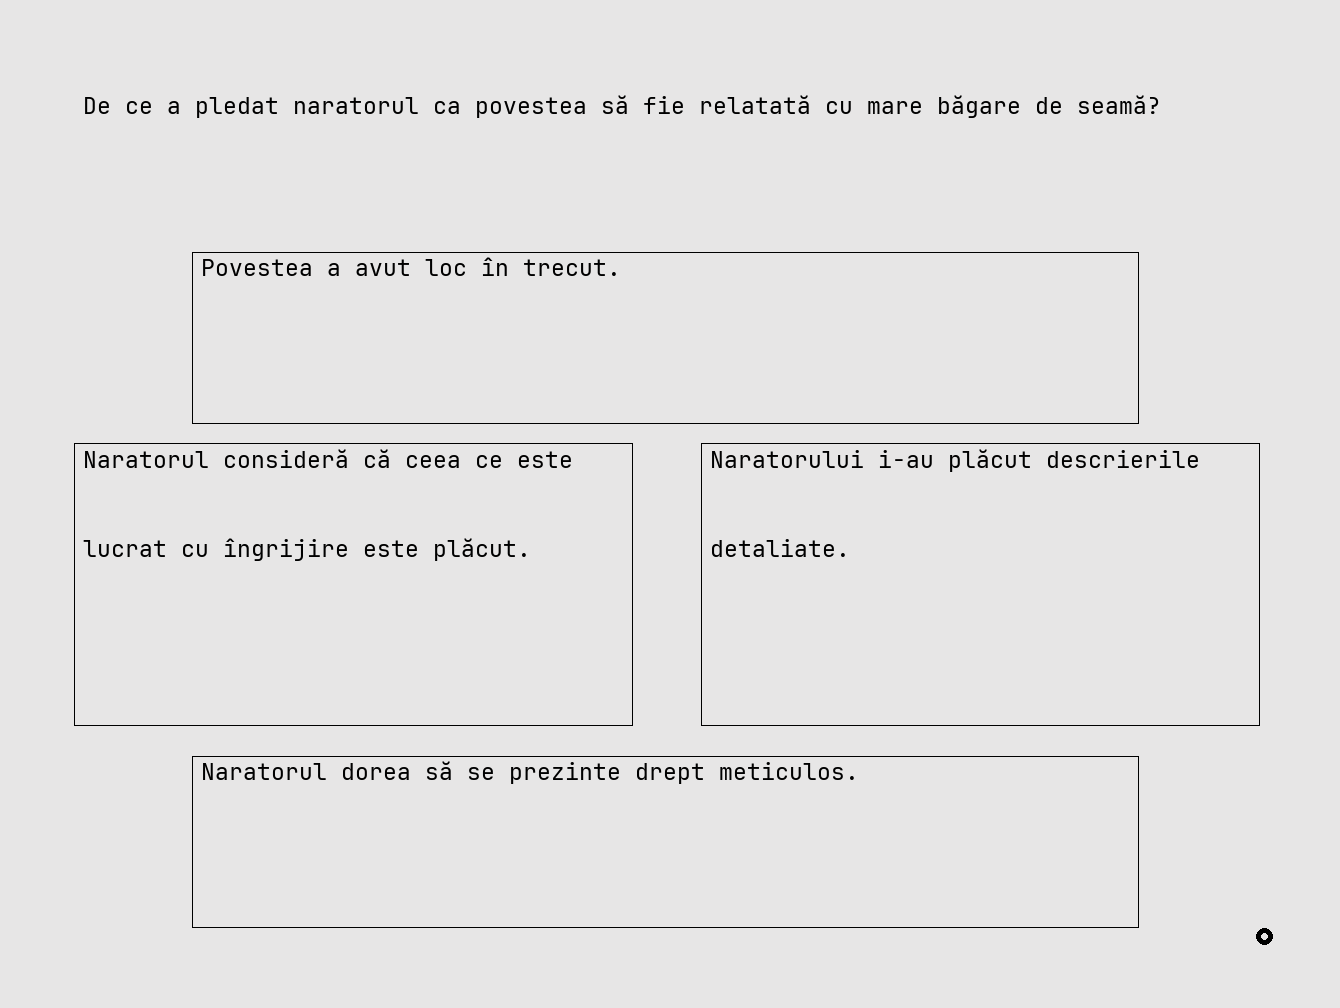 De ce a pledat naratorul ca povestea să fie relatată cu mare băgare de seamă?
Povestea a avut loc în trecut.
Naratorul consideră că ceea ce este
lucrat cu îngrijire este plăcut.
Naratorului i-au plăcut descrierile
detaliate.
Naratorul dorea să se prezinte drept meticulos.